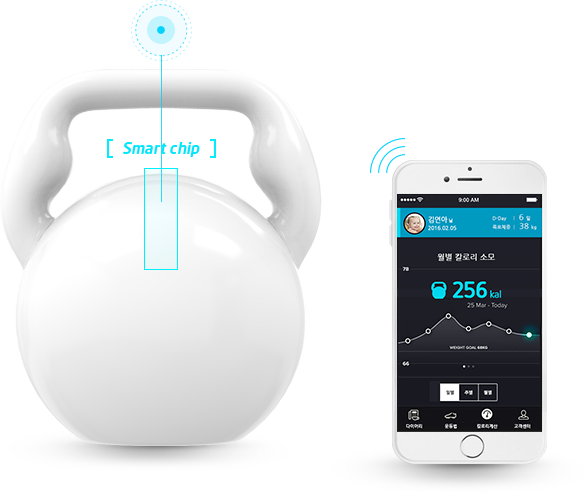 [ Smart chip ]
9:00 AM
김연아 님
2016.02.05
D-Day | 6 일
목표체중 | 38 kg
월별 칼로리 소모
78
256 kal
25 Mar - Today
WEIGHT GOAL 68KG
66
일별 주별 월별
다이어리 운동법 칼로리계산 고객센터